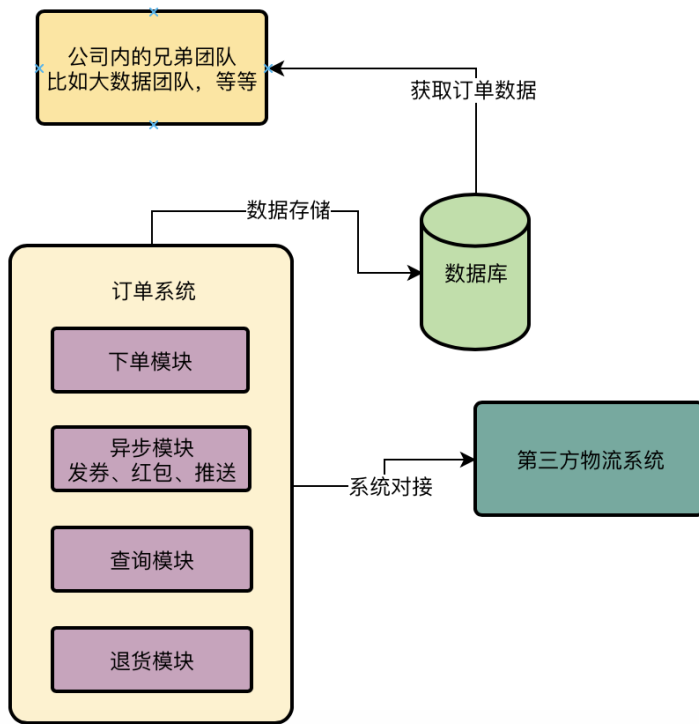 公司内的兄弟团队
比如大数据团队，等等
获取订单数据
数据存储
数据库
订单系统
下单模块
异步模块
发券、红包、推送
第三方物流系统
系统对接
查询模块
退货模块